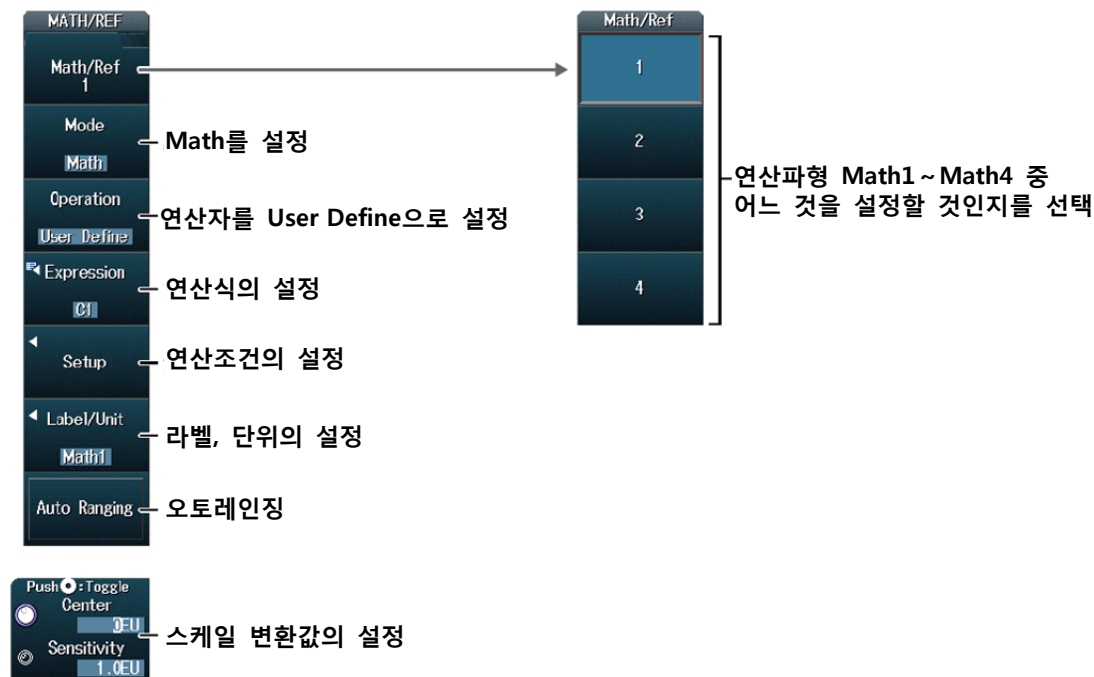 MATH/REF
Math/Ref
1
Mode
Math
Math를 설정
Operation
User Define
연산자를 User Define으로 설정
Expression
C1
연산식의 설정
Setup
연산조건의 설정
Label/Unit
Math1
라벨, 단위의 설정
Auto Ranging
오토레인징
Push :Toggle
Center
0EU
Sensitivity
1.0EU
스케일 변환값의 설정
Math/Ref
1
2
3
4
연산파형 Math1~Math4 중
어느 것을 설정할 것인지를 선택